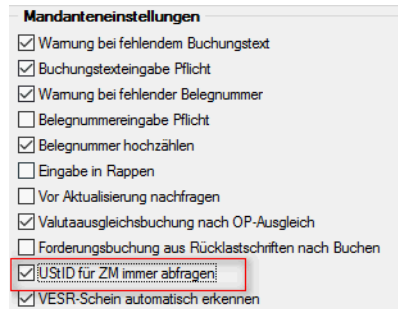 Mandanteneinstellungen
Warnung bei fehlendem Buchungstext
Buchungstexteingabe Pflicht
Warnung bei fehlender Belegnummer
Belegnummereingabe Pflicht
Belegnummer hochzählen
Eingabe in Rappen
Vor Aktualisierung nachfragen
Valutaausgleichsbuchung nach OP-Ausgleich
Forderungsbuchung aus Rücklastschriften nach Buchen
UStID für ZM immer abfragen
VESR-Schein automatisch erkennen